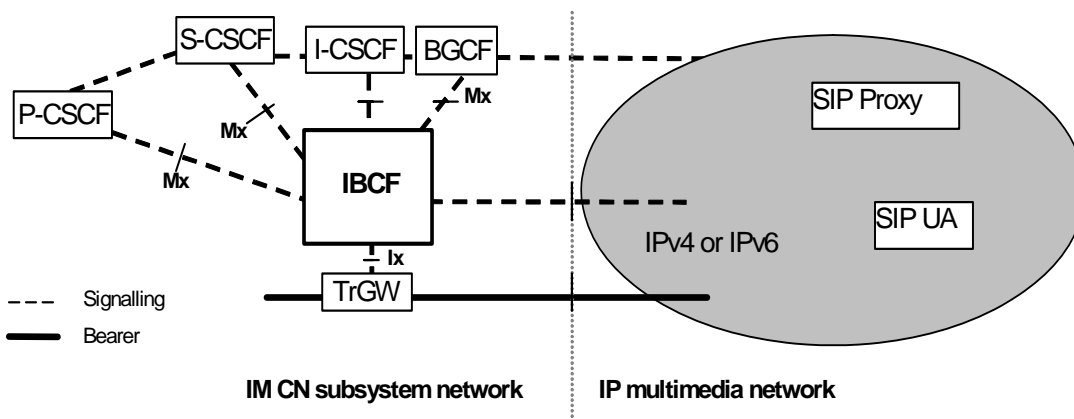 S-CSCF
I-CSCF
BGCF
P-CSCF
SIP Proxy
Mx
Mx
Mx
IBCF
SIP UA
IPv4 or IPv6
Ix
TrGW
Signalling
Bearer
IM CN subsystem network
IP multimedia network